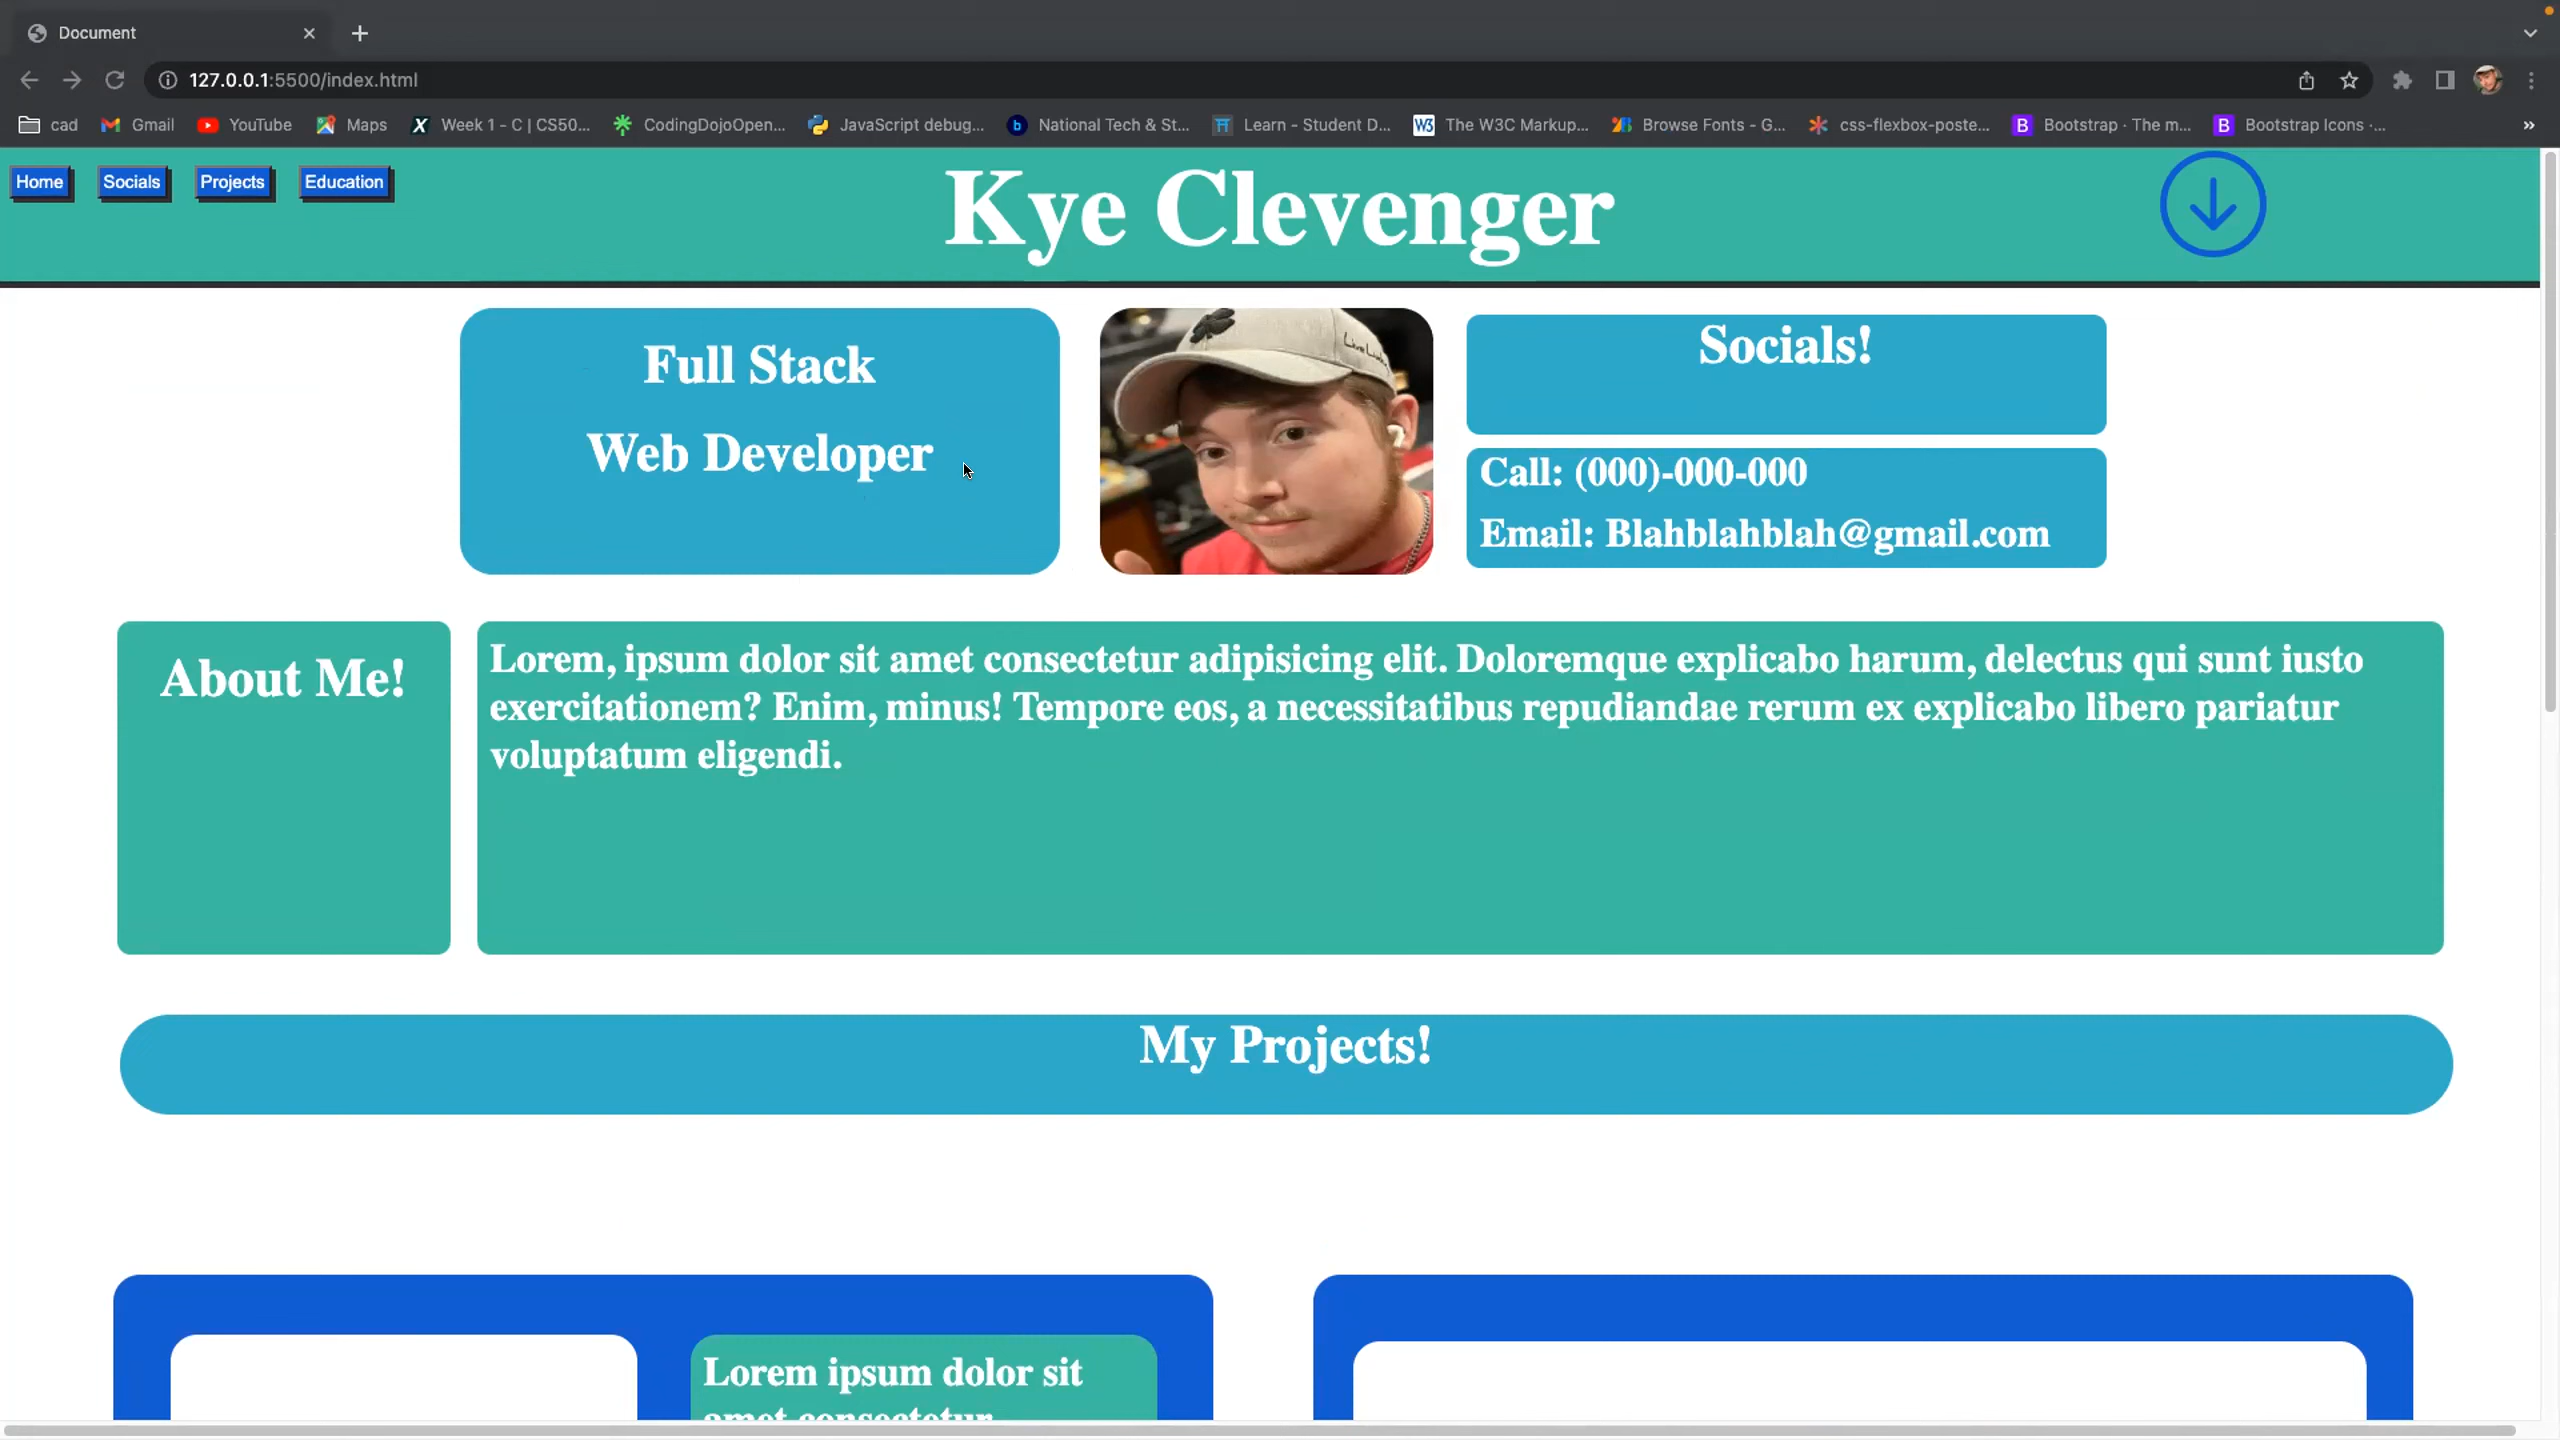 Document
127.0.0.1:5500/index.html
cad
Gmail
YouTube
Maps
Week 1 - C | CS50...
CodingDojoOpen...
JavaScript debug...
National Tech & St...
Learn - Student D...
The W3C Markup...
Browse Fonts - G...
css-flexbox-poste...
Bootstrap · The m...
Bootstrap Icons ·...
Home
Socials
Projects
Education
Kye Clevenger
Full Stack
Web Developer
Socials!
Call: (000)-000-000
Email: Blahblahblah@gmail.com
About Me!
Lorem, ipsum dolor sit amet consectetur adipisicing elit. Doloremque explicabo harum, delectus qui sunt iusto
exercitationem? Enim, minus! Tempore eos, a necessitatibus repudiandae rerum ex explicabo libero pariatur
voluptatum eligendi.
My Projects!
Lorem ipsum dolor sit
amet consectetur